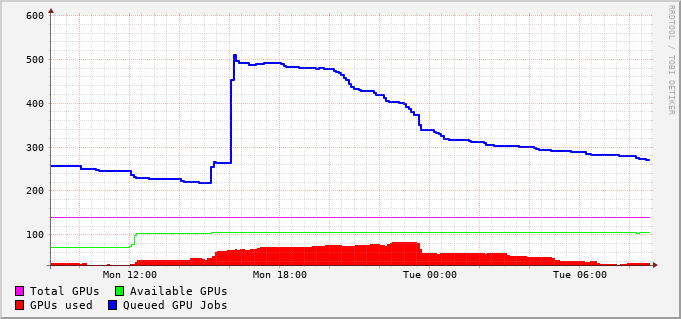 600
500
400
300
200
100
Mon 12:00 Mon 18:00 Tue 00:00 Tue 06:00
Total GPUs Available GPUs
GPUs used Queued GPU Jobs
RRDTOOL / TOBI OETIKER